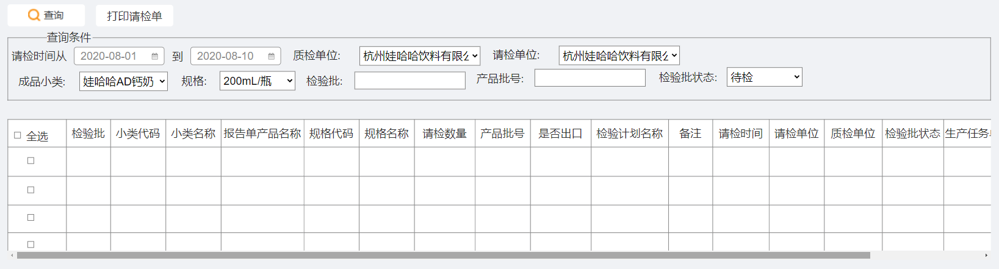 查询 打印请检单
查询条件
请检时间从 2020-08-01 到 2020-08-10 质检单位: 杭州娃哈哈饮料有限公 请检单位: 杭州娃哈哈饮料有限公
成品小类: 娃哈哈AD钙奶 规格: 200mL/瓶 检验批: 产品批号: 检验批状态: 待检
全选 检验批 小类代码 小类名称 报告单产品名称 规格代码 规格名称 请检数量 产品批号 是否出口 检验计划名称 备注 请检时间 请检单位 质检单位 检验批状态 生产任务